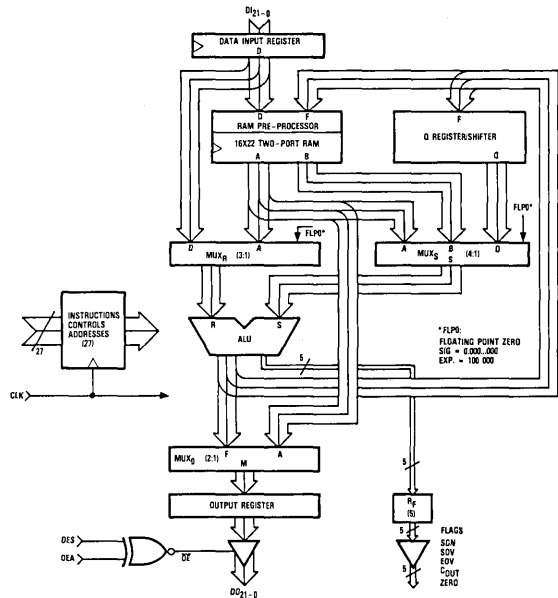 DI21-0
DATA INPUT REGISTER
D
D F
RAM PRE-PROCESSOR
16X22 TWO-PORT RAM
A B
F
Q REGISTER/SHIFTER
Q
FLP0*
FLP0*
D A
MUXR (3:1)
A B Q
S
MUXS (4:1)
INSTRUCTIONS
CONTROLS
ADDRESSES
(27)
27
27
CLK
R S
ALU
5
* FLP0:
FLOATING POINT ZERO
SIG = 0.000...000
EXP. = 100 000
F A
MUXO (2:1)
M
OUTPUT REGISTER
5
RF
(5)
5
FLAGS
SGN
SOV
EOV
COUT
ZERO
5
OES
OEA
OE
DO21-0